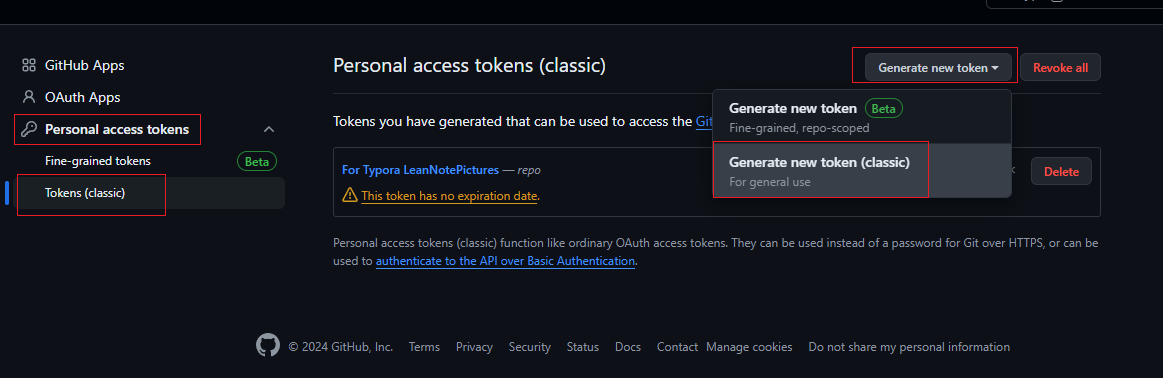 GitHub Apps
OAuth Apps
Personal access tokens
Fine-grained tokens Beta
Tokens (classic)
Personal access tokens (classic)
Generate new token
Revoke all
Generate new token Beta
Fine-grained, repo-scoped
Generate new token (classic)
For general use
Tokens you have generated that can be used to access the
For Typora LeanNotePictures — repo
Delete
This token has no expiration date.
Personal access tokens (classic) function like ordinary OAuth access tokens. They can be used instead of a password for Git over HTTPS, or can be
used to authenticate to the API over Basic Authentication.
© 2024 GitHub, Inc. Terms Privacy Security Status Docs Contact Manage cookies Do not share my personal information